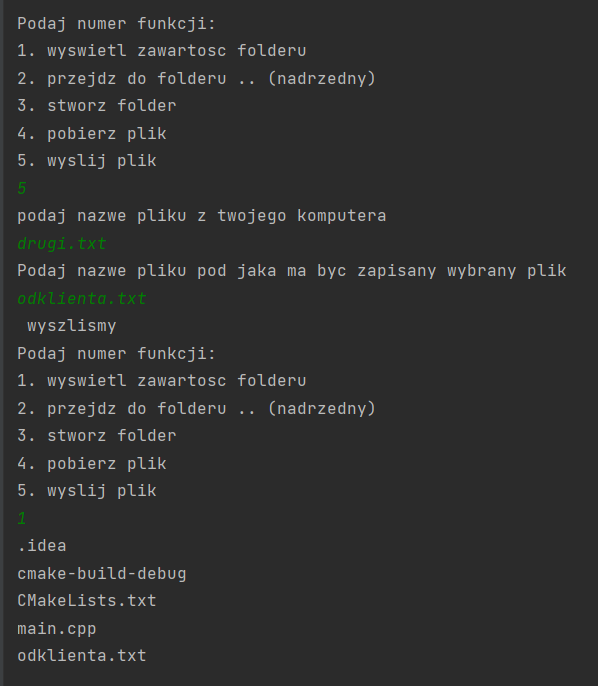 Podaj numer funkcji:
1. wyswietl zawartosc folderu
2. przejdz do folderu .. (nadrzedny)
3. stworz folder
4. pobierz plik
5. wyslij plik
5
podaj nazwe pliku z twojego komputera
drugi.txt
Podaj nazwe pliku pod jaka ma byc zapisany wybrany plik
odklienta.txt
wyszlismy
Podaj numer funkcji:
1. wyswietl zawartosc folderu
2. przejdz do folderu .. (nadrzedny)
3. stworz folder
4. pobierz plik
5. wyslij plik
1
.idea
cmake-build-debug
CMakeLists.txt
main.cpp
odklienta.txt